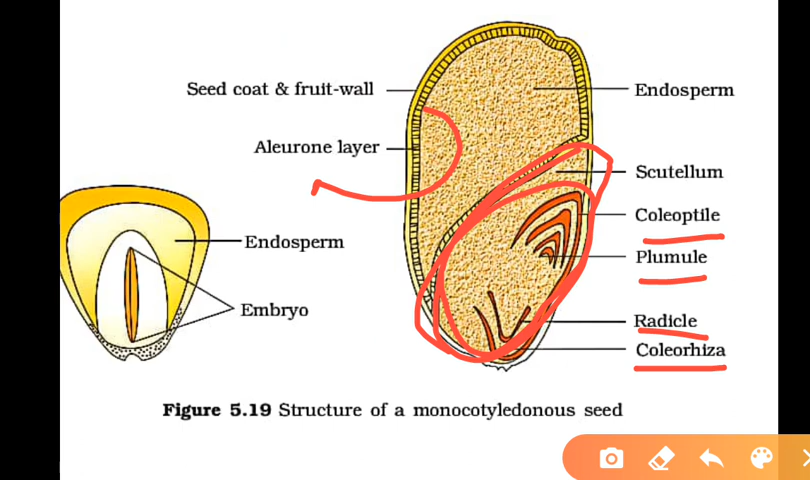 Seed coat & fruit-wall
Endosperm
Aleurone layer
Scutellum
Coleoptile
Endosperm
Plumule
Embryo
Radicle
Coleorhiza
Figure 5.19 Structure of a monocotyledonous seed